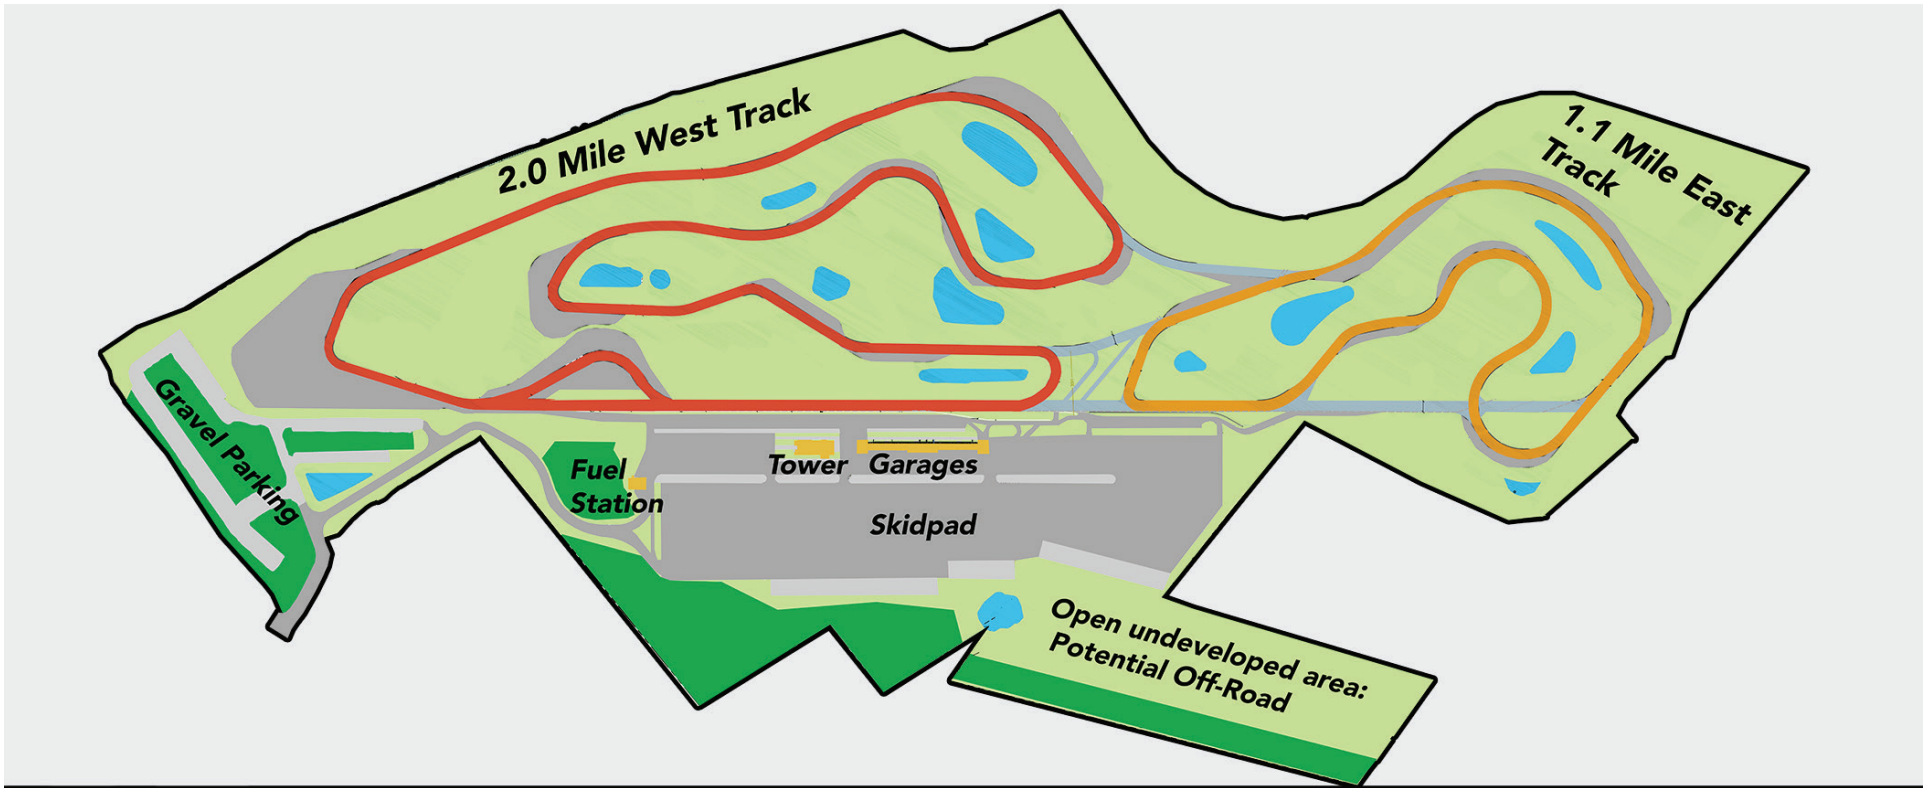 2.0 Mile West Track
1.1 Mile East
Track
Gravel Parking
Fuel
Station
Tower
Garages
Skidpad
Open undeveloped area:
Potential Off-Road